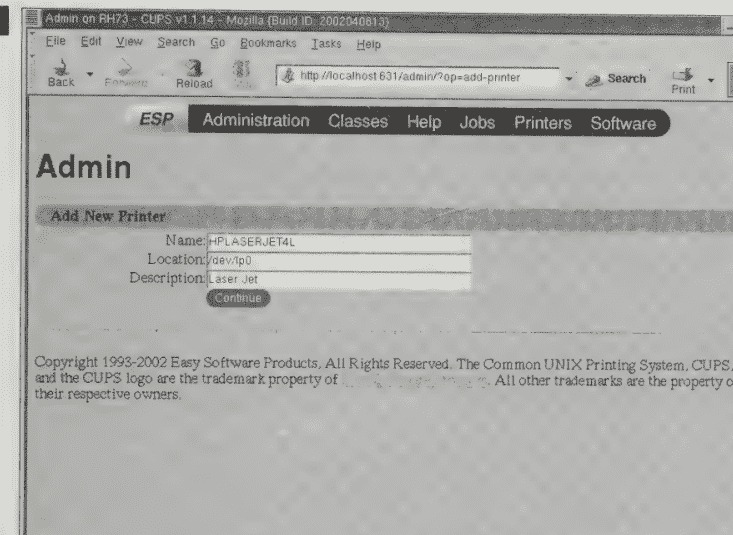 Admin on RH73 - CUPS v1.1.14 - Mozilla {Build ID: 2002040813}
File Edit View Search Go Bookmarks Tasks Help
Back Forward Reload http://localhost:631/admin/?op=add-printer Search Print
ESP Administration Classes Help Jobs Printers Software
Admin
Add New Printer
Name: HPLASERJET4L
Location: /dev/lp0
Description: Laser Jet
Continue
Copyright 1993-2002 Easy Software Products, All Rights Reserved. The Common UNIX Printing System, CUPS,
and the CUPS logo are the trademark property of . All other trademarks are the property o
their respective owners.